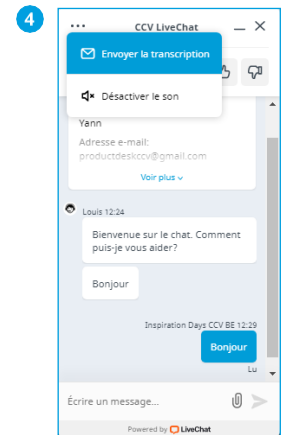 4
CCV LiveChat
Envoyer la transcription
Désactiver le son
Yann
Adresse e-mail:
productdeskccv@gmail.com
Voir plus
Louis 12:24
Bienvenue sur le chat. Comment
puis-je vous aider?
Bonjour
Inspiration Days CCV BE 12:29
Bonjour
Lu
Écrire un message...
Powered by LiveChat